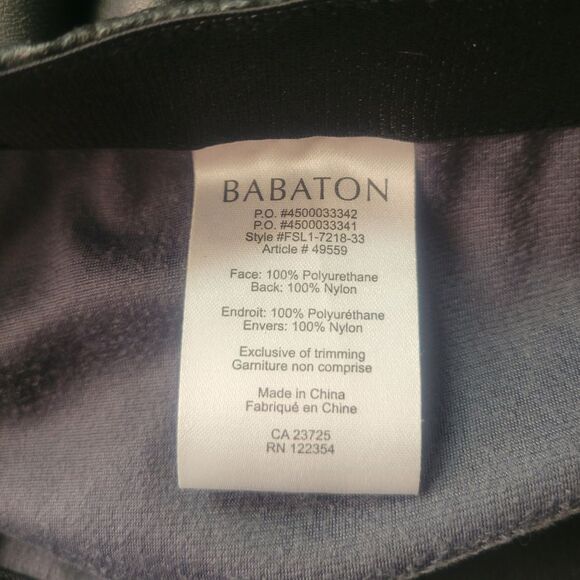 BABATON
P.O. #4500033342
P.O. #4500033341
Style #FSL1-7218-33
Article # 49559
Face: 100% Polyurethane
Back: 100% Nylon
Endroit: 100% Polyuréthane
Envers: 100% Nylon
Exclusive of trimming
Garniture non comprise
Made in China
Fabriqué en Chine
CA 23725
RN 122354